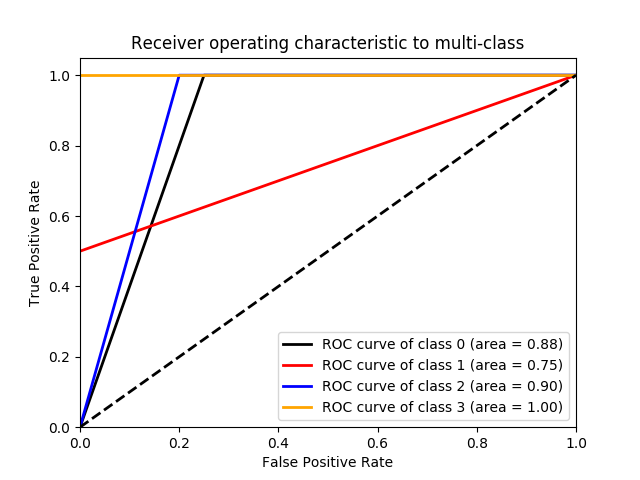 Receiver operating characteristic to multi-class
1.0
0.8
0.6
0.4
0.2
0.0
True Positive Rate
ROC curve of class 0 (area = 0.88)
ROC curve of class 1 (area = 0.75)
ROC curve of class 2 (area = 0.90)
ROC curve of class 3 (area = 1.00)
0.0 0.2 0.4 0.6 0.8 1.0
False Positive Rate